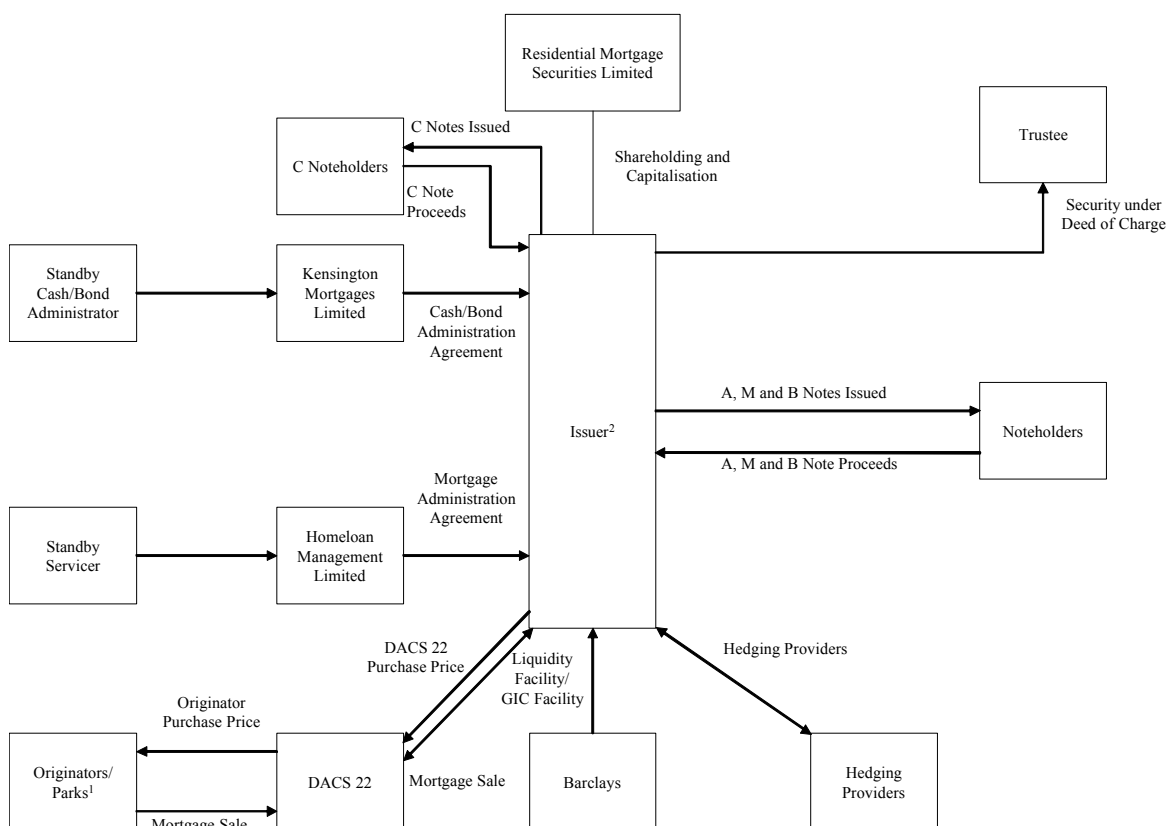 Residential Mortgage
Securities Limited
C Notes Issued
C Noteholders
C Note
Proceeds
Shareholding and
Capitalisation
Trustee
Security under
Deed of Charge
Standby
Cash/Bond
Administrator
Kensington
Mortgages
Limited
Cash/Bond
Administration
Agreement
A, M and B Notes Issued
Issuer2
Noteholders
A, M and B Note Proceeds
Mortgage
Administration
Agreement
Standby
Servicer
Homeloan
Management
Limited
DACS 22
Purchase Price
Liquidity
Facility/
GIC Facility
Hedging Providers
Originator
Purchase Price
Originators/
Parks1
DACS 22
Mortgage Sale
Barclays
Hedging
Providers
Mortgage Sale